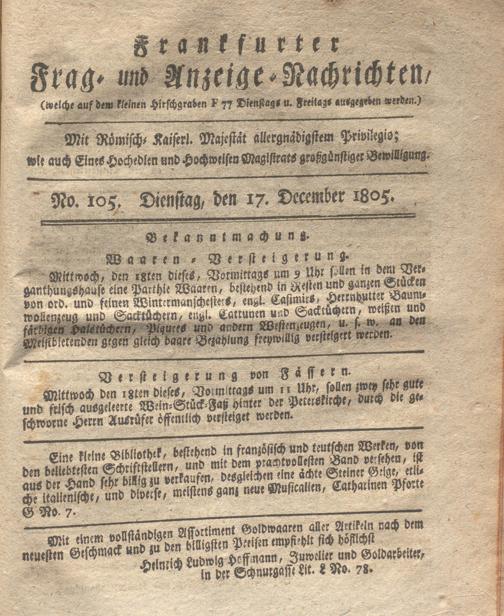 Frankfurter
Frag- und Anzeige-Nachrichten,
(welche auf dem kleinen Hirschgraben F 77 Dienstags u. Freitags ausgegeben werden.)
Mit Römisch-Kaiserl. Majestät allergnädigstem Privilegio;
wie auch Eines Hochedlen und Hochweisen Magistrats großgünstiger Bewilligung.
No. 105. Dienstag, den 17. December 1805.
Bekanntmachung.
Waaren-Versteigerung.
Mittwoch, den 18ten dieses, Vormittags um 9 Uhr sollen in dem Ver-
ganthungshause eine Parthie Waaren, bestehend in Resten und ganzen Stücken
von ord. und feinen Wintermanschesters, engl. Casimirs, Herrnhutter Baum-
wollenzeug und Sacktüchern, engl. Cattunen und Sacktüchern, weißen und
färbigen Halstüchern, Piqures und andern Westenzeugen, u. s. w. an den
Meistbietenden gegen gleich baare Bezahlung freywillig versteigert werden.
Versteigerung von Fässern.
Mittwoch den 18ten dieses, Vormittags um 11 Uhr, sollen zwey sehr gute
und frisch ausgeleerte Wein-Stück-Faß hinter der Peterskirche, durch die ge-
schworne Herrn Ausrüfer öffentlich versteiget werden.
Eine kleine Bibliothek, bestehend in französisch und teutschen Werken, von
den beliebtesten Schriftstellern, und mit dem prachtvollesten Band versehen, ist
aus der Hand sehr billig zu verkaufen, desgleichen eine ächte Steiner Geige, etli-
che italienische, und diverse, meistens ganz neue Musicalien, Catharinen Pforte
G No. 7.
Mit einem vollständigen Assortiment Goldwaaren aller Artikeln nach dem
neuesten Geschmack und zu den billigsten Preisen empfiehlt sich höflichst
Heinrich Ludwig Hoffmann, Juwelier und Goldarbeiter,
in der Schnurgasse Lit. L No. 78.